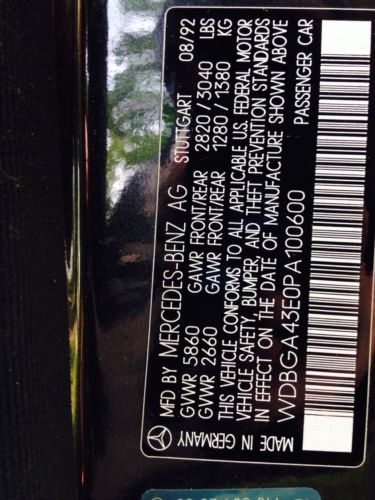 MFD BY MERCEDES-BENZ AG STUTTGART 08/92
GVWR 5860 GAWR FRONT/REAR 2820/3040 LBS
GVWR 2660 GAWR FRONT/REAR 1280/1380 KG
THIS VEHICLE CONFORMS TO ALL APPLICABLE U.S. FEDERAL MOTOR
VEHICLE SAFETY, BUMPER, AND THEFT PREVENTION STANDARDS
IN EFFECT ON THE DATE OF MANUFACTURE SHOWN ABOVE
WDBGA43E0PA100600 PASSENGER CAR
MADE IN GERMANY